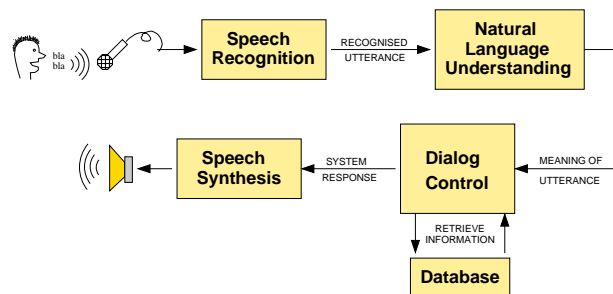 bla
bla
Speech
Recognition
RECOGNISED
UTTERANCE
Natural
Language
Understanding
Speech
Synthesis
SYSTEM
RESPONSE
Dialog
Control
MEANING OF
UTTERANCE
RETRIEVE
INFORMATION
Database